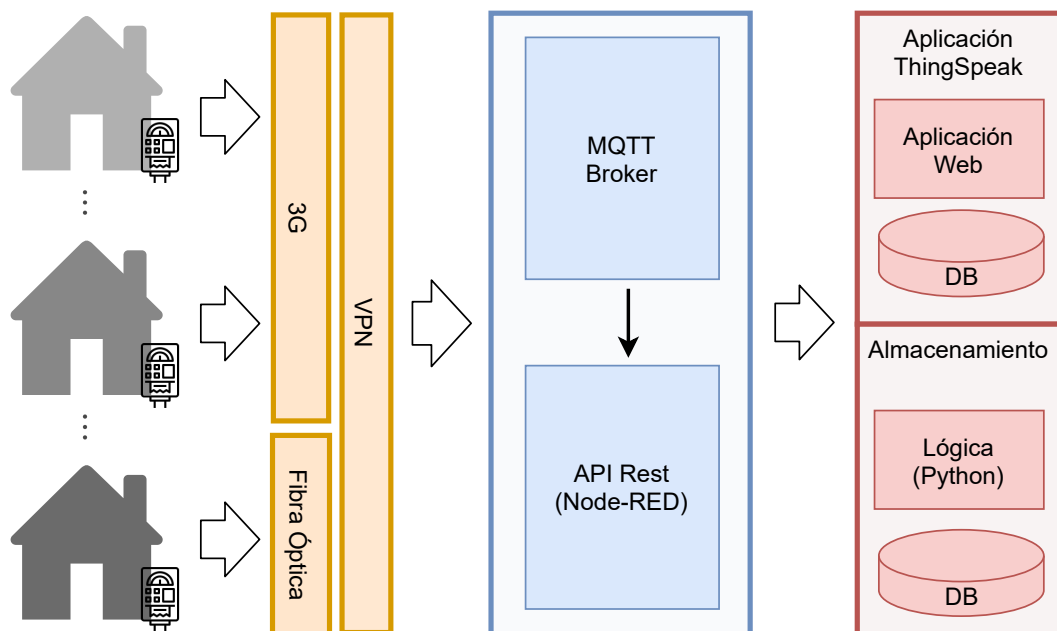 3G
Fibra Óptica
VPN
MQTT
Broker
API Rest
(Node-RED)
Aplicación
ThingSpeak
Aplicación
Web
DB
Almacenamiento
Lógica
(Python)
DB